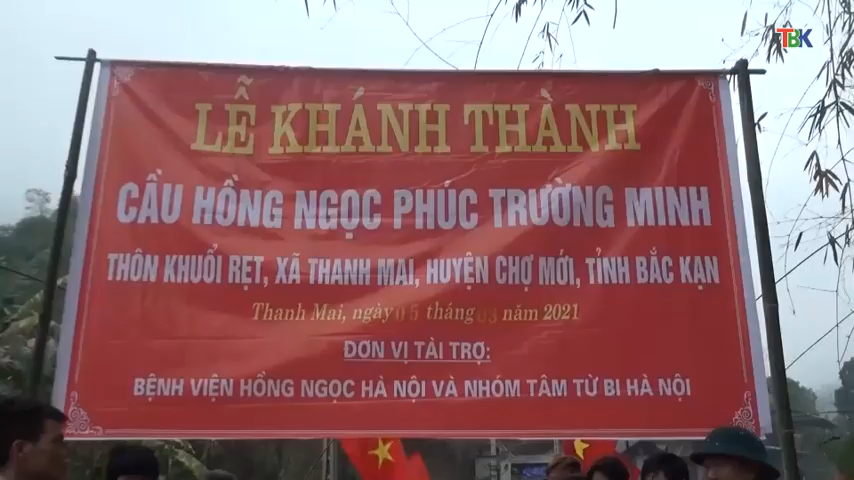 TBK
LỄ KHÁNH THÀNH
CẦU HỒNG NGỌC PHÚC TRƯỜNG MINH
THÔN KHUỔI RẸT, XÃ THANH MAI, HUYỆN CHỢ MỚI, TỈNH BẮC KẠN
Thanh Mai, ngày 05 tháng 03 năm 2021
ĐƠN VỊ TÀI TRỢ:
BỆNH VIỆN HỒNG NGỌC HÀ NỘI VÀ NHÓM TÂM TỪ BI HÀ NỘI